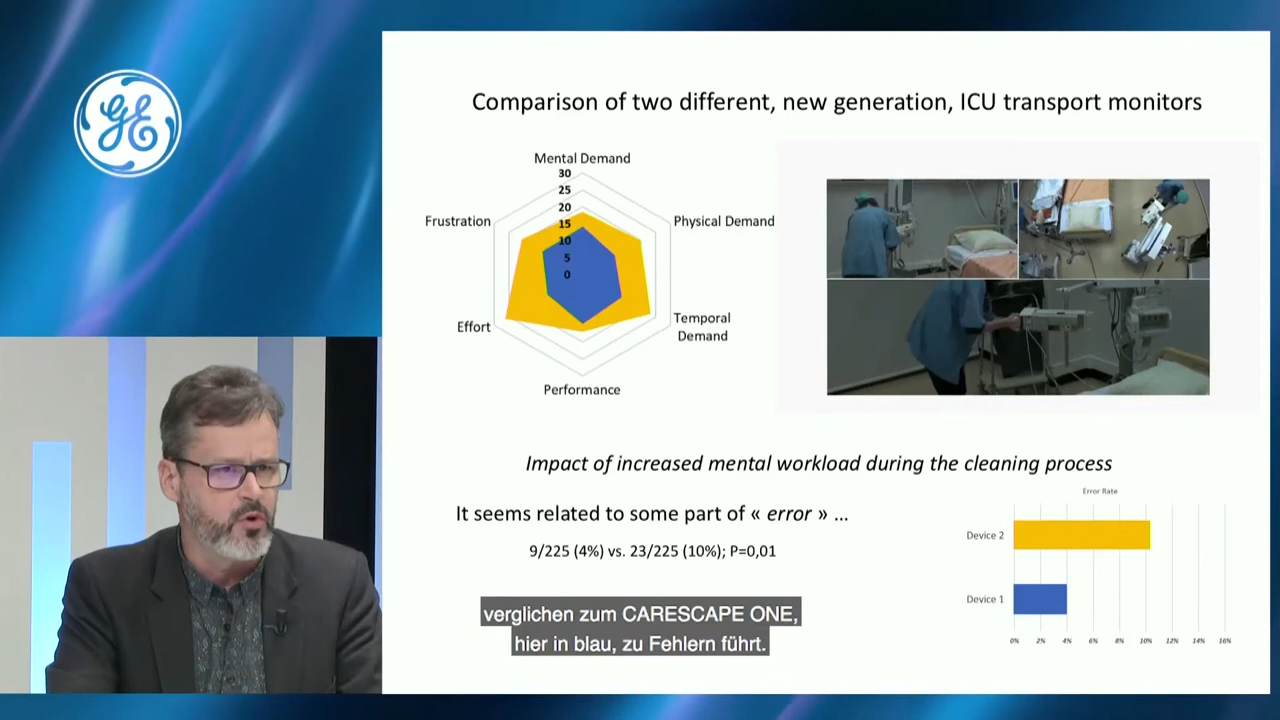 GE
Comparison of two different, new generation, ICU transport monitors
Mental Demand
30
25
20
15
10
5
0
Frustration
Physical Demand
Effort
Temporal
Demand
Performance
Impact of increased mental workload during the cleaning process
It seems related to some part of « error » ...
9/225 (4%) vs. 23/225 (10%); P=0,01
Error Rate
Device 2
Device 1
0% 2% 4% 6% 8% 10% 12% 14% 16%
verglichen zum CARESCAPE ONE,
hier in blau, zu Fehlern führt.